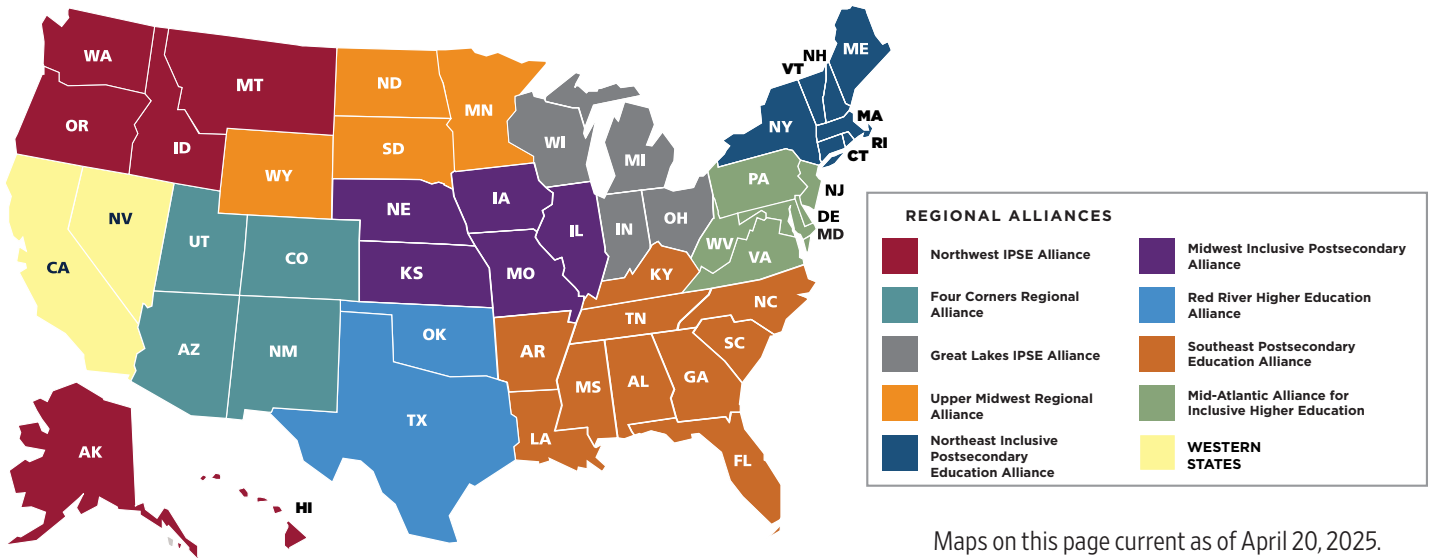 WA
MT
ND
MN
OR
ID
SD
WI
MI
VT
NH
ME
NY
MA
RI
CT
WY
IA
NE
PA
NJ
NV
UT
CO
IL
IN
OH
DE
MD
WV
VA
CA
KS
MO
KY
AZ
NM
OK
AR
TN
NC
SC
MS
AL
GA
TX
LA
FL
AK
HI
REGIONAL ALLIANCES
Northwest IPSE Alliance
Four Corners Regional
Alliance
Great Lakes IPSE Alliance
Upper Midwest Regional
Alliance
Northeast Inclusive
Postsecondary
Education Alliance
Midwest Inclusive Postsecondary
Alliance
Red River Higher Education
Alliance
Southeast Postsecondary
Education Alliance
Mid-Atlantic Alliance for
Inclusive Higher Education
WESTERN
STATES
Maps on this page current as of April 20, 2025.